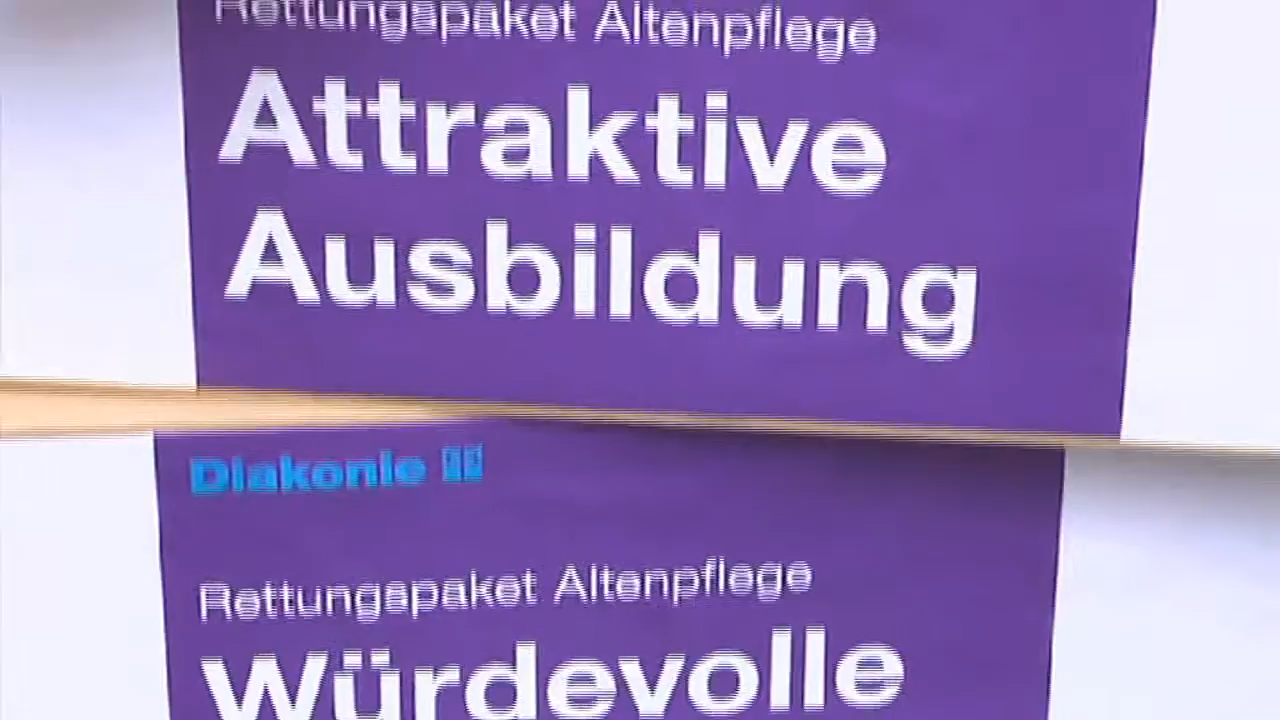 Rettungspaket Altenpflege
Attraktive
Ausbildung
Diakonie
Rettungspaket Altenpflege
Würdevolle